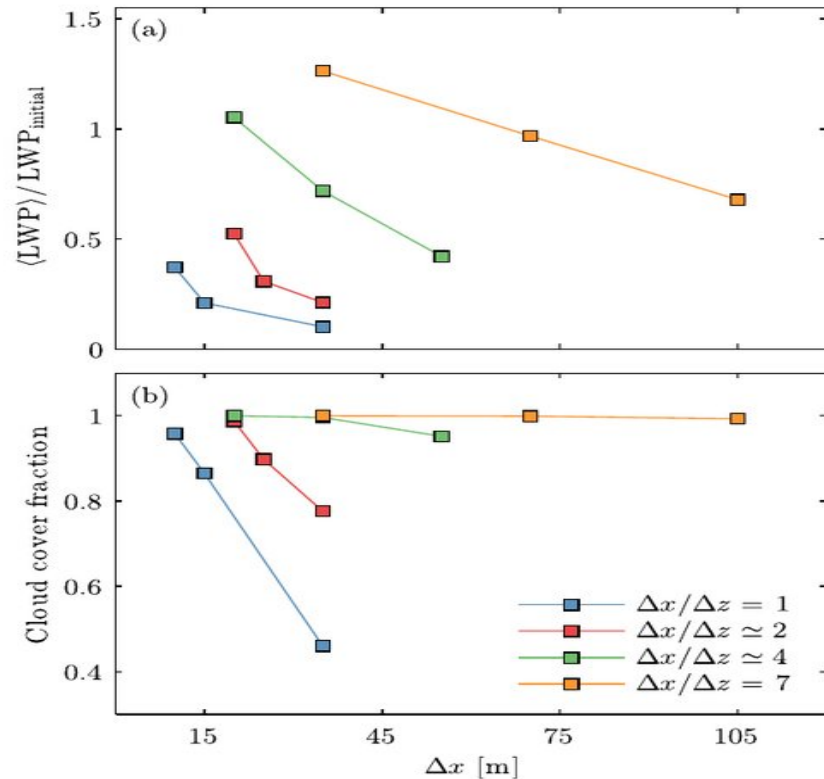 (a)
1.5
1
0.5
0
⟨LWP⟩/LWP_initial
(b)
1
0.8
0.6
0.4
Cloud cover fraction
Δx/Δz = 1
Δx/Δz ≃ 2
Δx/Δz ≃ 4
Δx/Δz = 7
15 45 75 105
Δx [m]